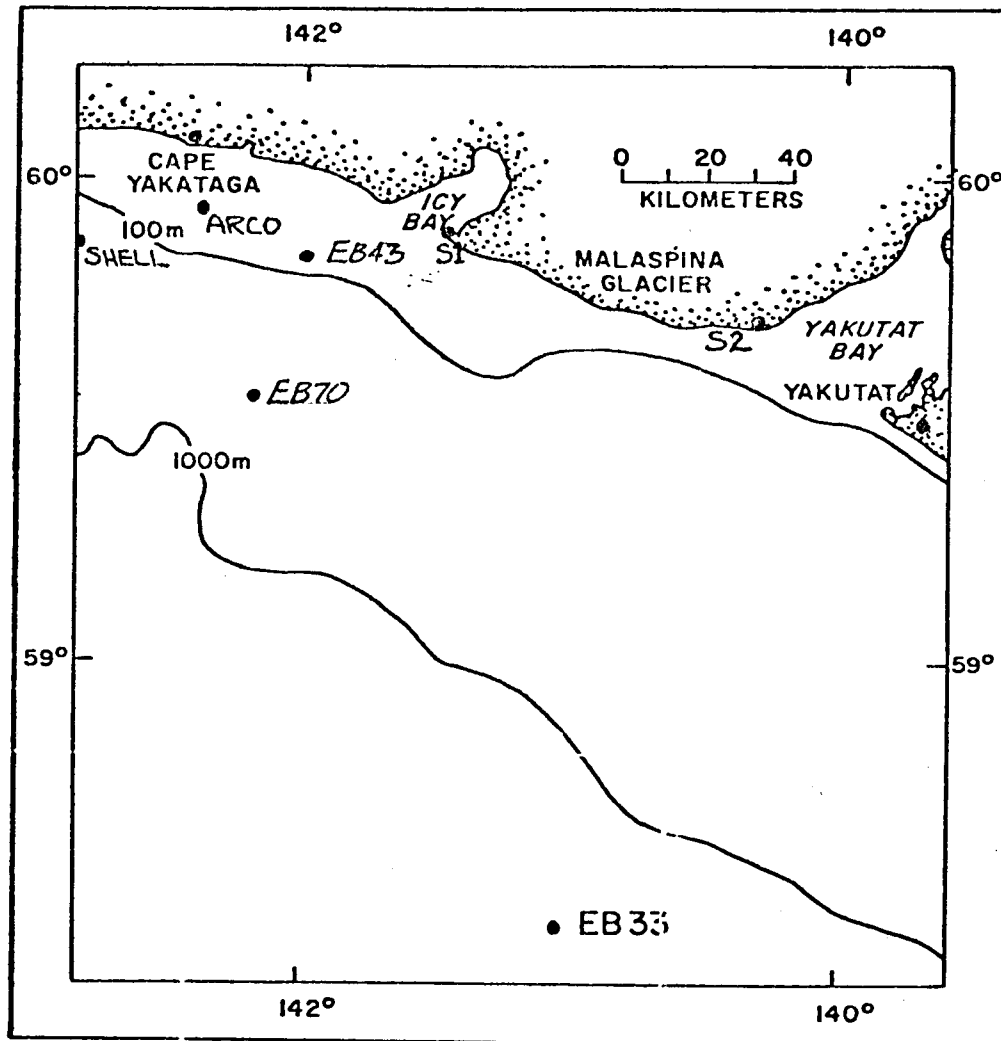 142° 140°
0 20 40
KILOMETERS
60° 60°
CAPE
YAKATAGA
ICY
BAY
100m
ARCO
SHELL
EB43
S1
MALASPINA
GLACIER
S2
YAKUTAT
BAY
YAKUTAT
EB70
1000m
59° 59°
EB33
142° 140°